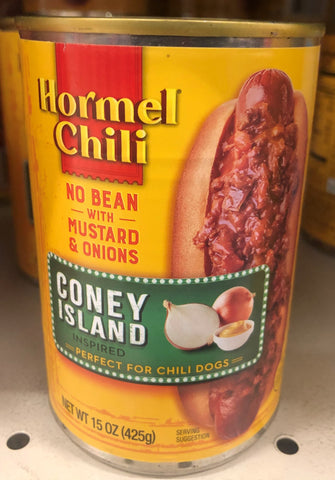 Hormel
Chili
NO BEAN
WITH
MUSTARD
& ONIONS
CONEY
ISLAND
INSPIRED
PERFECT FOR CHILI DOGS
NET WT 15 OZ (425g)
SERVING
SUGGESTION